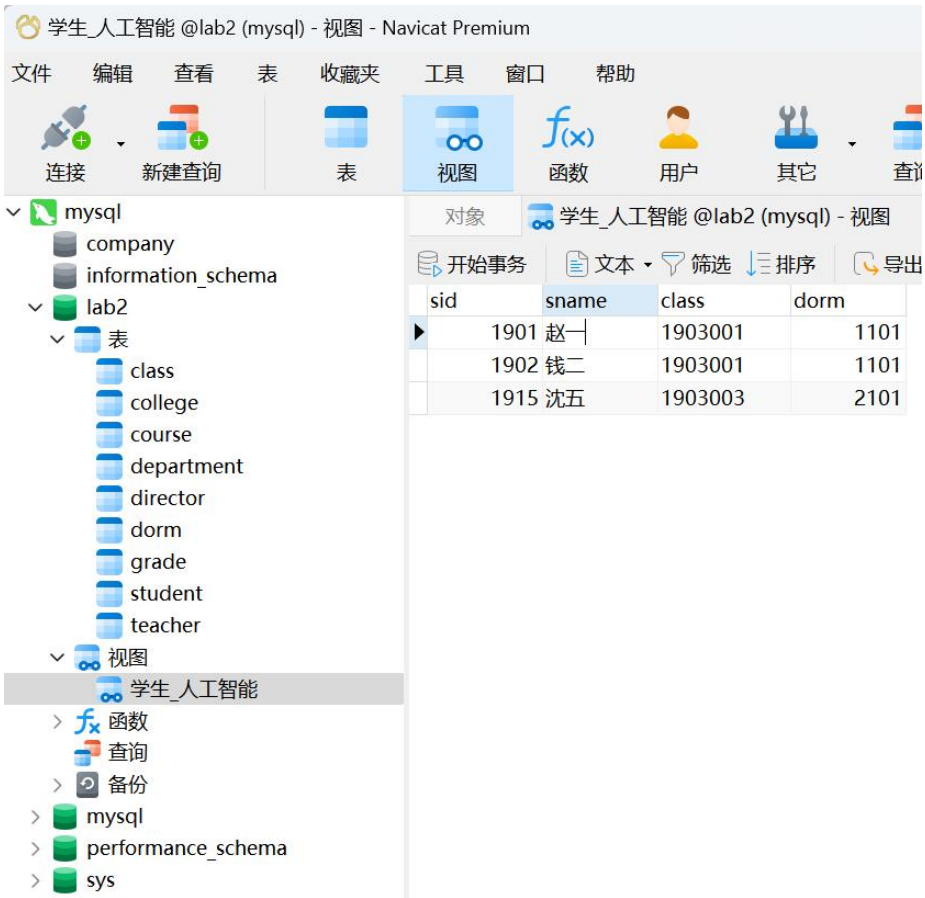 学生_人工智能 @lab2 (mysql) - 视图 - Navicat Premium
文件 编辑 查看 表 收藏夹 工具 窗口 帮助
连接 新建查询 表 视图 函数 用户 其它
mysql
company
information_schema
lab2
表
class
college
course
department
director
dorm
grade
student
teacher
视图
学生_人工智能
函数
查询
备份
mysql
performance_schema
sys
对象 学生_人工智能 @lab2 (mysql) - 视图
开始事务 文本 筛选 排序 导出
sid sname class dorm
1901 赵一 1903001 1101
1902 钱二 1903001 1101
1915 沈五 1903003 2101